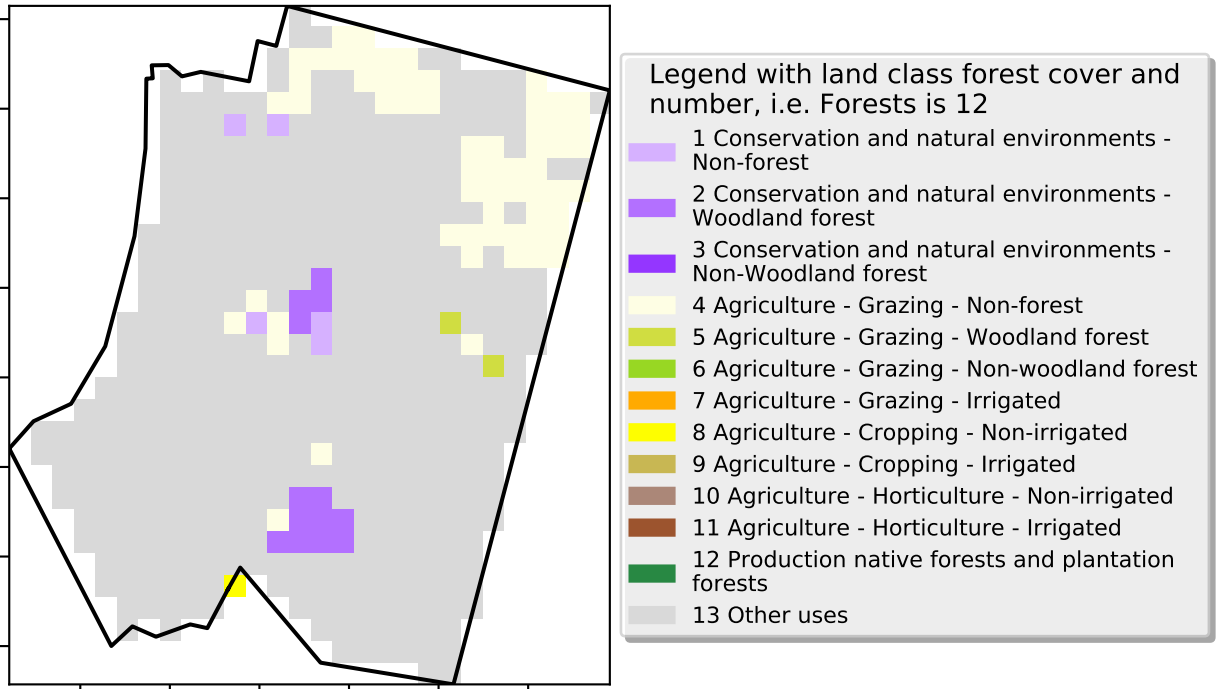 Legend with land class forest cover and
number, i.e. Forests is 12
1 Conservation and natural environments -
Non-forest
2 Conservation and natural environments -
Woodland forest
3 Conservation and natural environments -
Non-Woodland forest
4 Agriculture - Grazing - Non-forest
5 Agriculture - Grazing - Woodland forest
6 Agriculture - Grazing - Non-woodland forest
7 Agriculture - Grazing - Irrigated
8 Agriculture - Cropping - Non-irrigated
9 Agriculture - Cropping - Irrigated
10 Agriculture - Horticulture - Non-irrigated
11 Agriculture - Horticulture - Irrigated
12 Production native forests and plantation
forests
13 Other uses